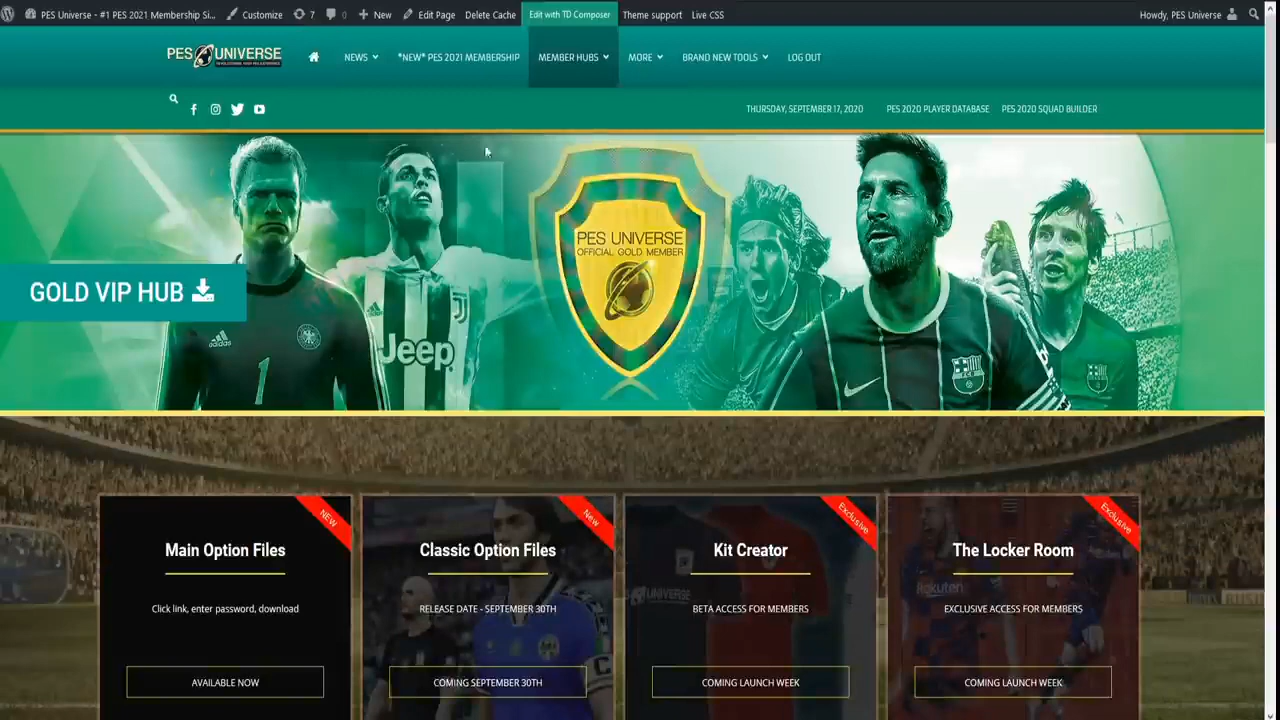 PES Universe - #1 PES 2021 Membership Si... Customize 7 0 New Edit Page Delete Cache Edit with TD Composer Theme support Live CSS Howdy, PES Universe
PES UNIVERSE NEWS *NEW* PES 2021 MEMBERSHIP MEMBER HUBS MORE BRAND NEW TOOLS LOG OUT
THURSDAY, SEPTEMBER 17, 2020 PES 2020 PLAYER DATABASE PES 2020 SQUAD BUILDER
PES UNIVERSE
OFFICIAL GOLD MEMBER
GOLD VIP HUB
adidas
1
Jeep
NEW New Exclusive Exclusive
Main Option Files Classic Option Files Kit Creator The Locker Room
Rakuten
UNIVERSE
Click link, enter password, download RELEASE DATE - SEPTEMBER 30TH BETA ACCESS FOR MEMBERS EXCLUSIVE ACCESS FOR MEMBERS
C
AVAILABLE NOW COMING SEPTEMBER 30TH COMING LAUNCH WEEK COMING LAUNCH WEEK